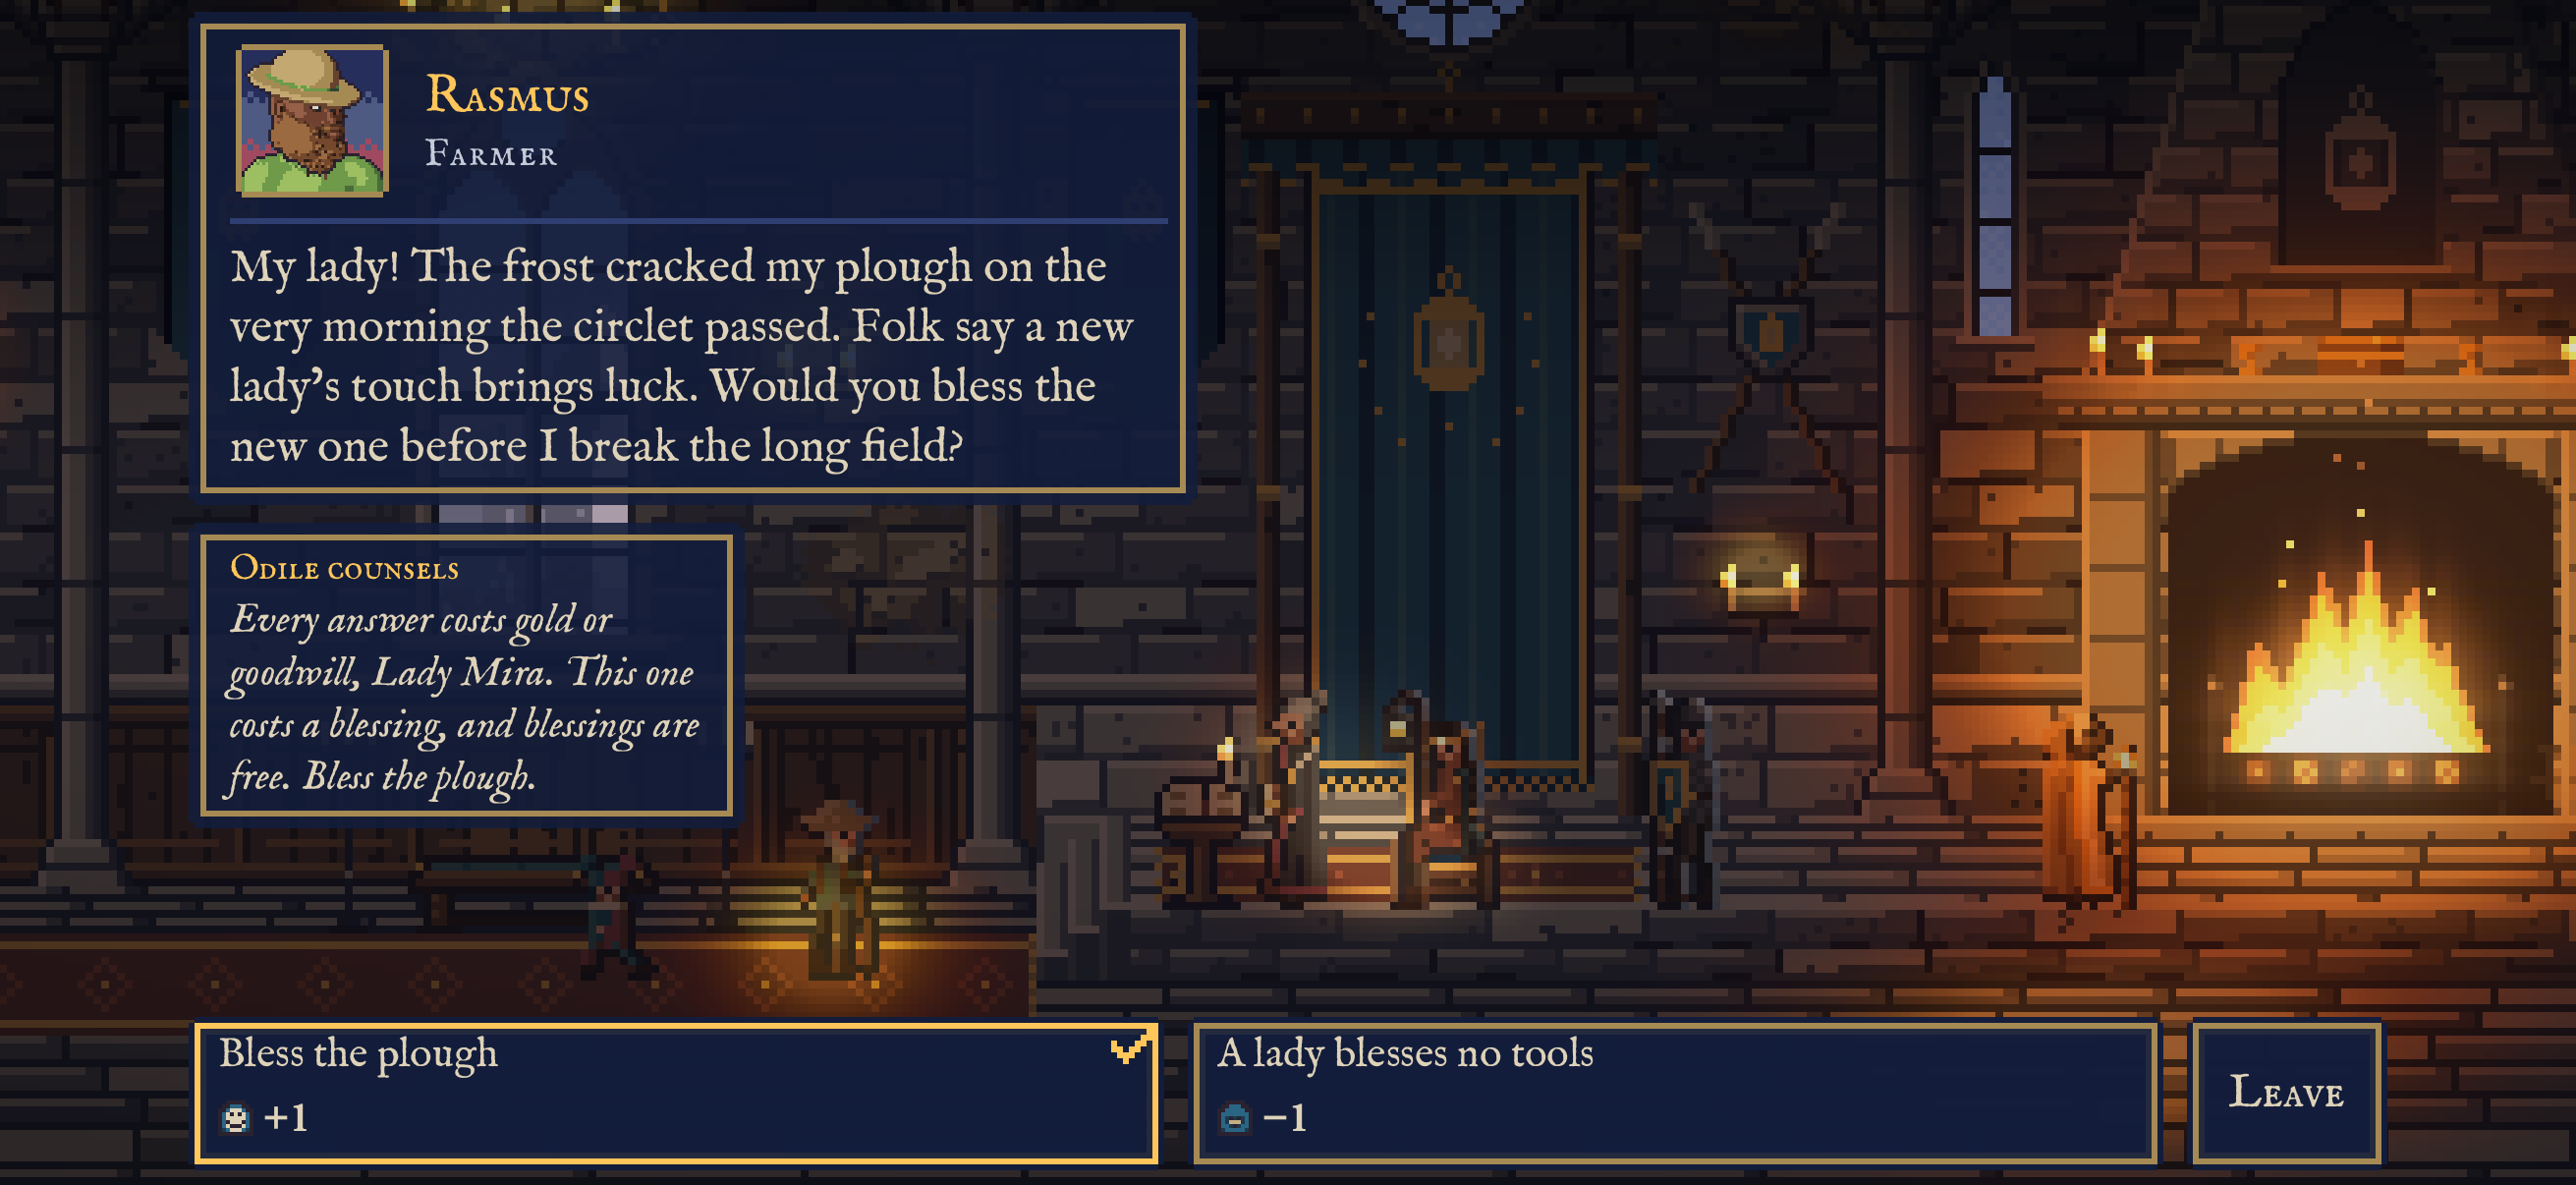 Rasmus
Farmer
My lady! The frost cracked my plough on the
very morning the circlet passed. Folk say a new
lady's touch brings luck. Would you bless the
new one before I break the long field?
Odile counsels
Every answer costs gold or
goodwill, Lady Mira. This one
costs a blessing, and blessings are
free. Bless the plough.
Bless the plough
+1
A lady blesses no tools
−1
Leave